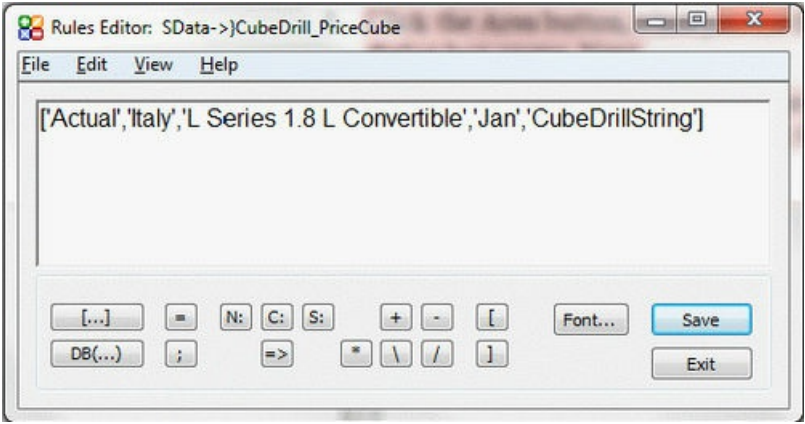 Rules Editor: SData->}CubeDrill_PriceCube
File Edit View Help
['Actual','Italy','L Series 1.8 L Convertible','Jan','CubeDrillString']
[...] = N: C: S: + - [ Font... Save
DB(...) ; => * \ / ] Exit